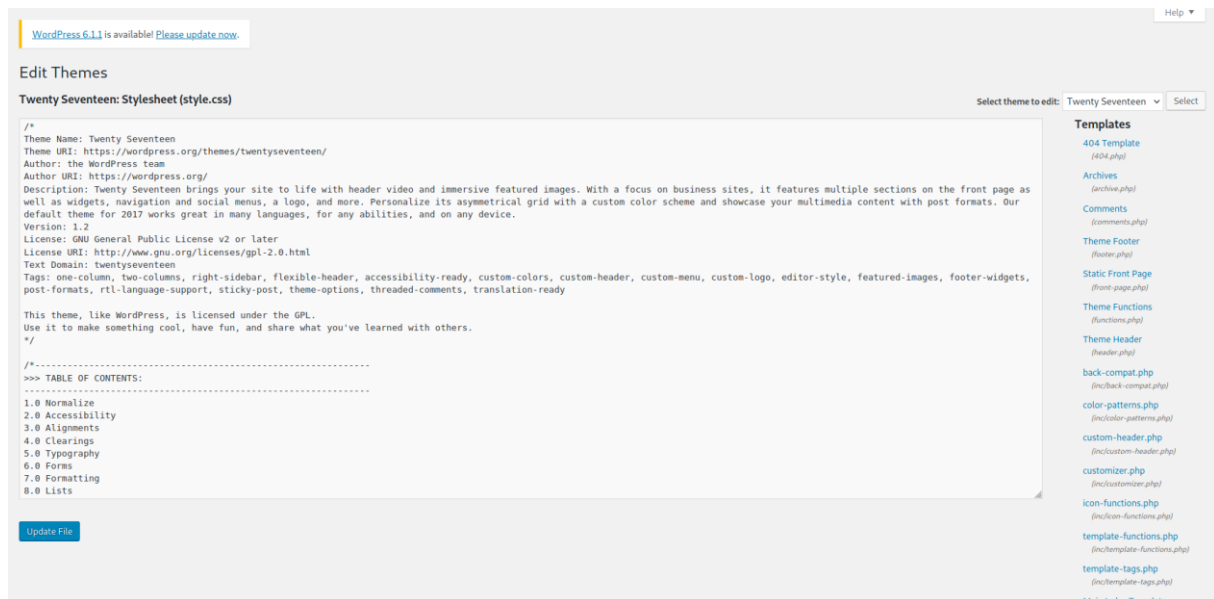 Help ▼
WordPress 6.1.1 is available! Please update now.
Edit Themes
Twenty Seventeen: Stylesheet (style.css)
Select theme to edit: Twenty Seventeen Select
/*
Theme Name: Twenty Seventeen
Theme URI: https://wordpress.org/themes/twentyseventeen/
Author: the WordPress team
Author URI: https://wordpress.org/
Description: Twenty Seventeen brings your site to life with header video and immersive featured images. With a focus on business sites, it features multiple sections on the front page as
well as widgets, navigation and social menus, a logo, and more. Personalize its asymmetrical grid with a custom color scheme and showcase your multimedia content with post formats. Our
default theme for 2017 works great in many languages, for any abilities, and on any device.
Version: 1.2
License: GNU General Public License v2 or later
License URI: http://www.gnu.org/licenses/gpl-2.0.html
Text Domain: twentyseventeen
Tags: one-column, two-columns, right-sidebar, flexible-header, accessibility-ready, custom-colors, custom-header, custom-menu, custom-logo, editor-style, featured-images, footer-widgets,
post-formats, rtl-language-support, sticky-post, theme-options, threaded-comments, translation-ready
This theme, like WordPress, is licensed under the GPL.
Use it to make something cool, have fun, and share what you've learned with others.
*/
/*--------------------------------------------------------------
>>> TABLE OF CONTENTS:
----------------------------------------------------------------
1.0 Normalize
2.0 Accessibility
3.0 Alignments
4.0 Clearings
5.0 Typography
6.0 Forms
7.0 Formatting
8.0 Lists
Update File
Templates
404 Template
(404.php)
Archives
(archive.php)
Comments
(comments.php)
Theme Footer
(footer.php)
Static Front Page
(front-page.php)
Theme Functions
(functions.php)
Theme Header
(header.php)
back-compat.php
(inc/back-compat.php)
color-patterns.php
(inc/color-patterns.php)
custom-header.php
(inc/custom-header.php)
customizer.php
(inc/customizer.php)
icon-functions.php
(inc/icon-functions.php)
template-functions.php
(inc/template-functions.php)
template-tags.php
(inc/template-tags.php)